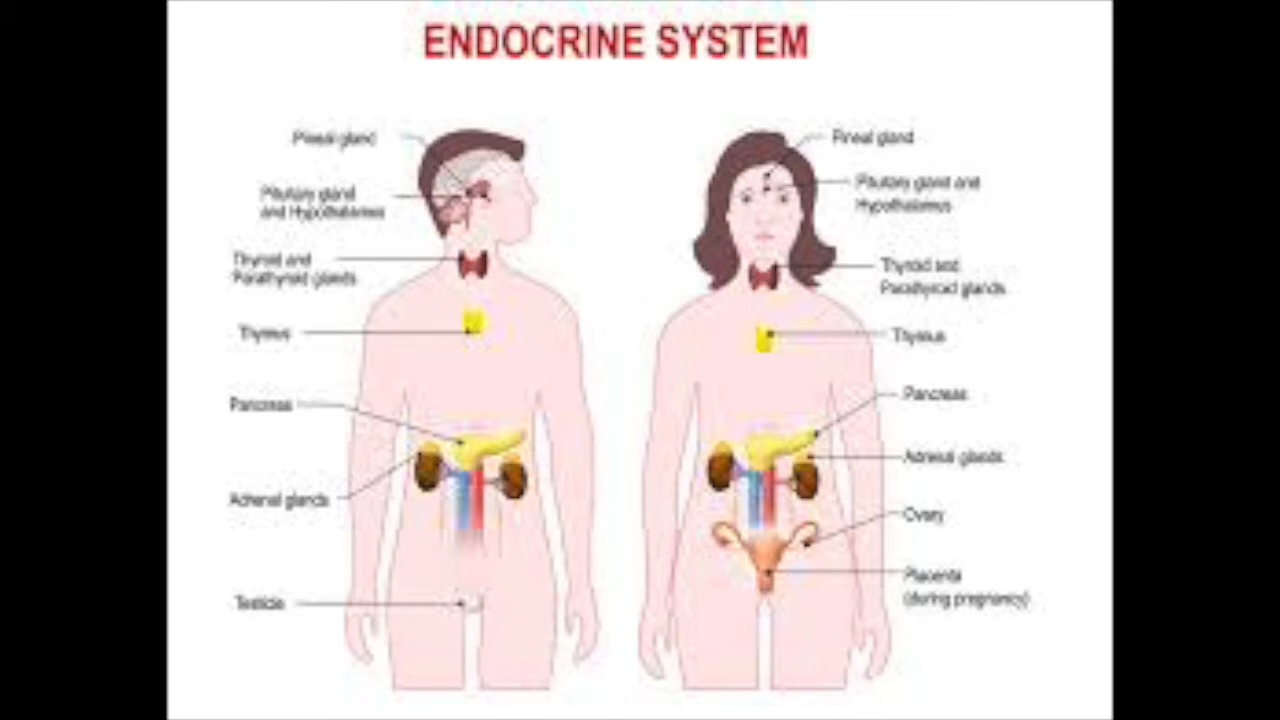 ENDOCRINE SYSTEM
Pineal gland
Pituitary gland
and Hypothalamus
Thyroid and
Parathyroid glands
Thymus
Pancreas
Adrenal glands
Testicle
Pineal gland
Pituitary gland and
Hypothalamus
Thyroid and
Parathyroid glands
Thymus
Pancreas
Adrenal glands
Ovary
Placenta
(during pregnancy)